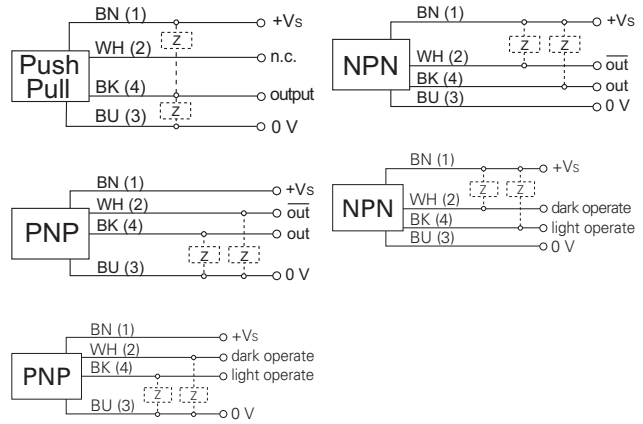 BN (1)
+Vs
Z
WH (2)
n.c.
Push
Pull
BK (4)
output
Z
BU (3)
0 V
BN (1)
+Vs
Z
Z
NPN
WH (2)
o̅u̅t̅
BK (4)
out
BU (3)
0 V
BN (1)
+Vs
WH (2)
o̅u̅t̅
PNP
BK (4)
out
Z
Z
BU (3)
0 V
BN (1)
+Vs
Z
Z
NPN
WH (2)
dark operate
BK (4)
light operate
BU (3)
0 V
BN (1)
+Vs
WH (2)
dark operate
PNP
BK (4)
light operate
Z
Z
BU (3)
0 V